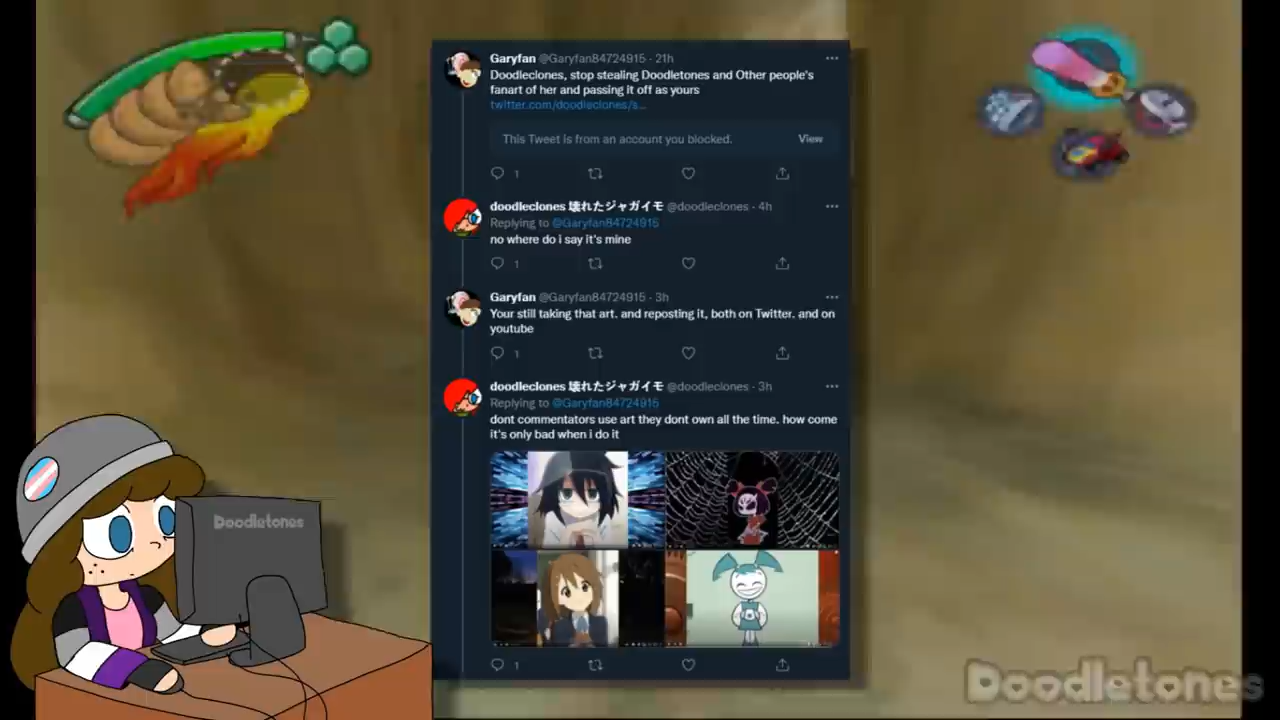 Garyfan @Garyfan84724915 · 21h
Doodleclones, stop stealing Doodletones and Other people's
fanart of her and passing it off as yours
twitter.com/doodleclones/s...
This Tweet is from an account you blocked.
View
1
doodleclones 壊れたジャガイモ @doodleclones · 4h
Replying to @Garyfan84724915
no where do i say it's mine
1
Garyfan @Garyfan84724915 · 3h
Your still taking that art. and reposting it, both on Twitter. and on
youtube
1
doodleclones 壊れたジャガイモ @doodleclones · 3h
Replying to @Garyfan84724915
dont commentators use art they dont own all the time. how come
it's only bad when i do it
1
Doodletones
Doodletones